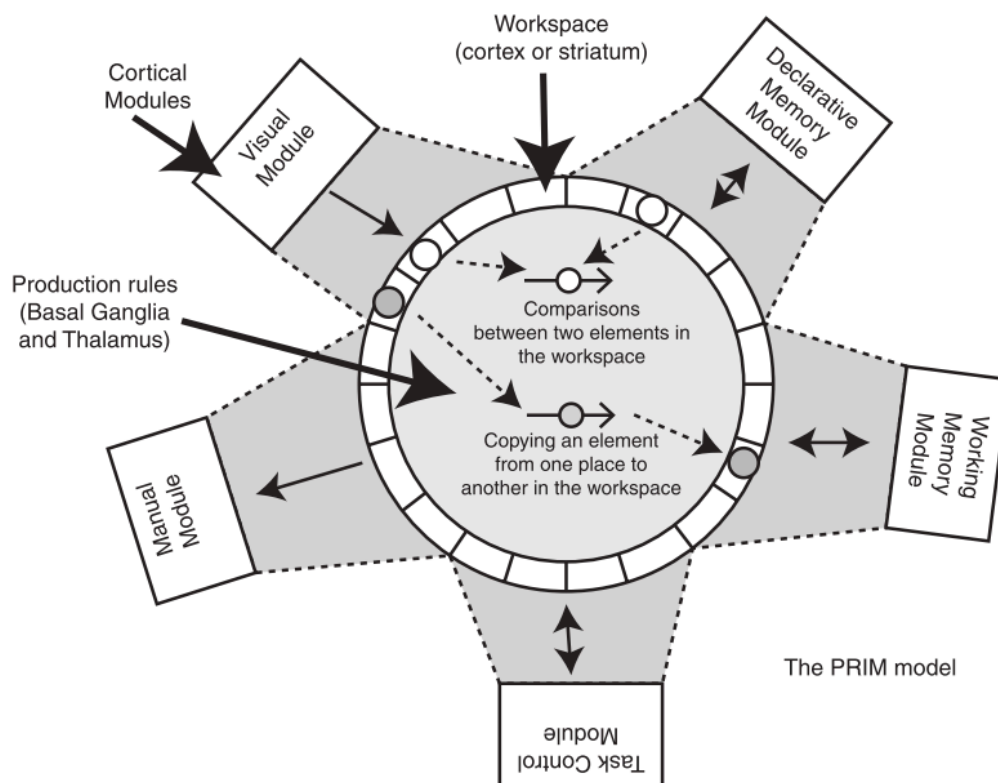 Workspace
(cortex or striatum)
Cortical
Modules
Visual
Module
Declarative
Memory
Module
Production rules
(Basal Ganglia
and Thalamus)
Comparisons
between two elements in
the workspace
Copying an element
from one place to
another in the workspace
Working
Memory
Module
Manual
Module
Task Control
Module
The PRIM model